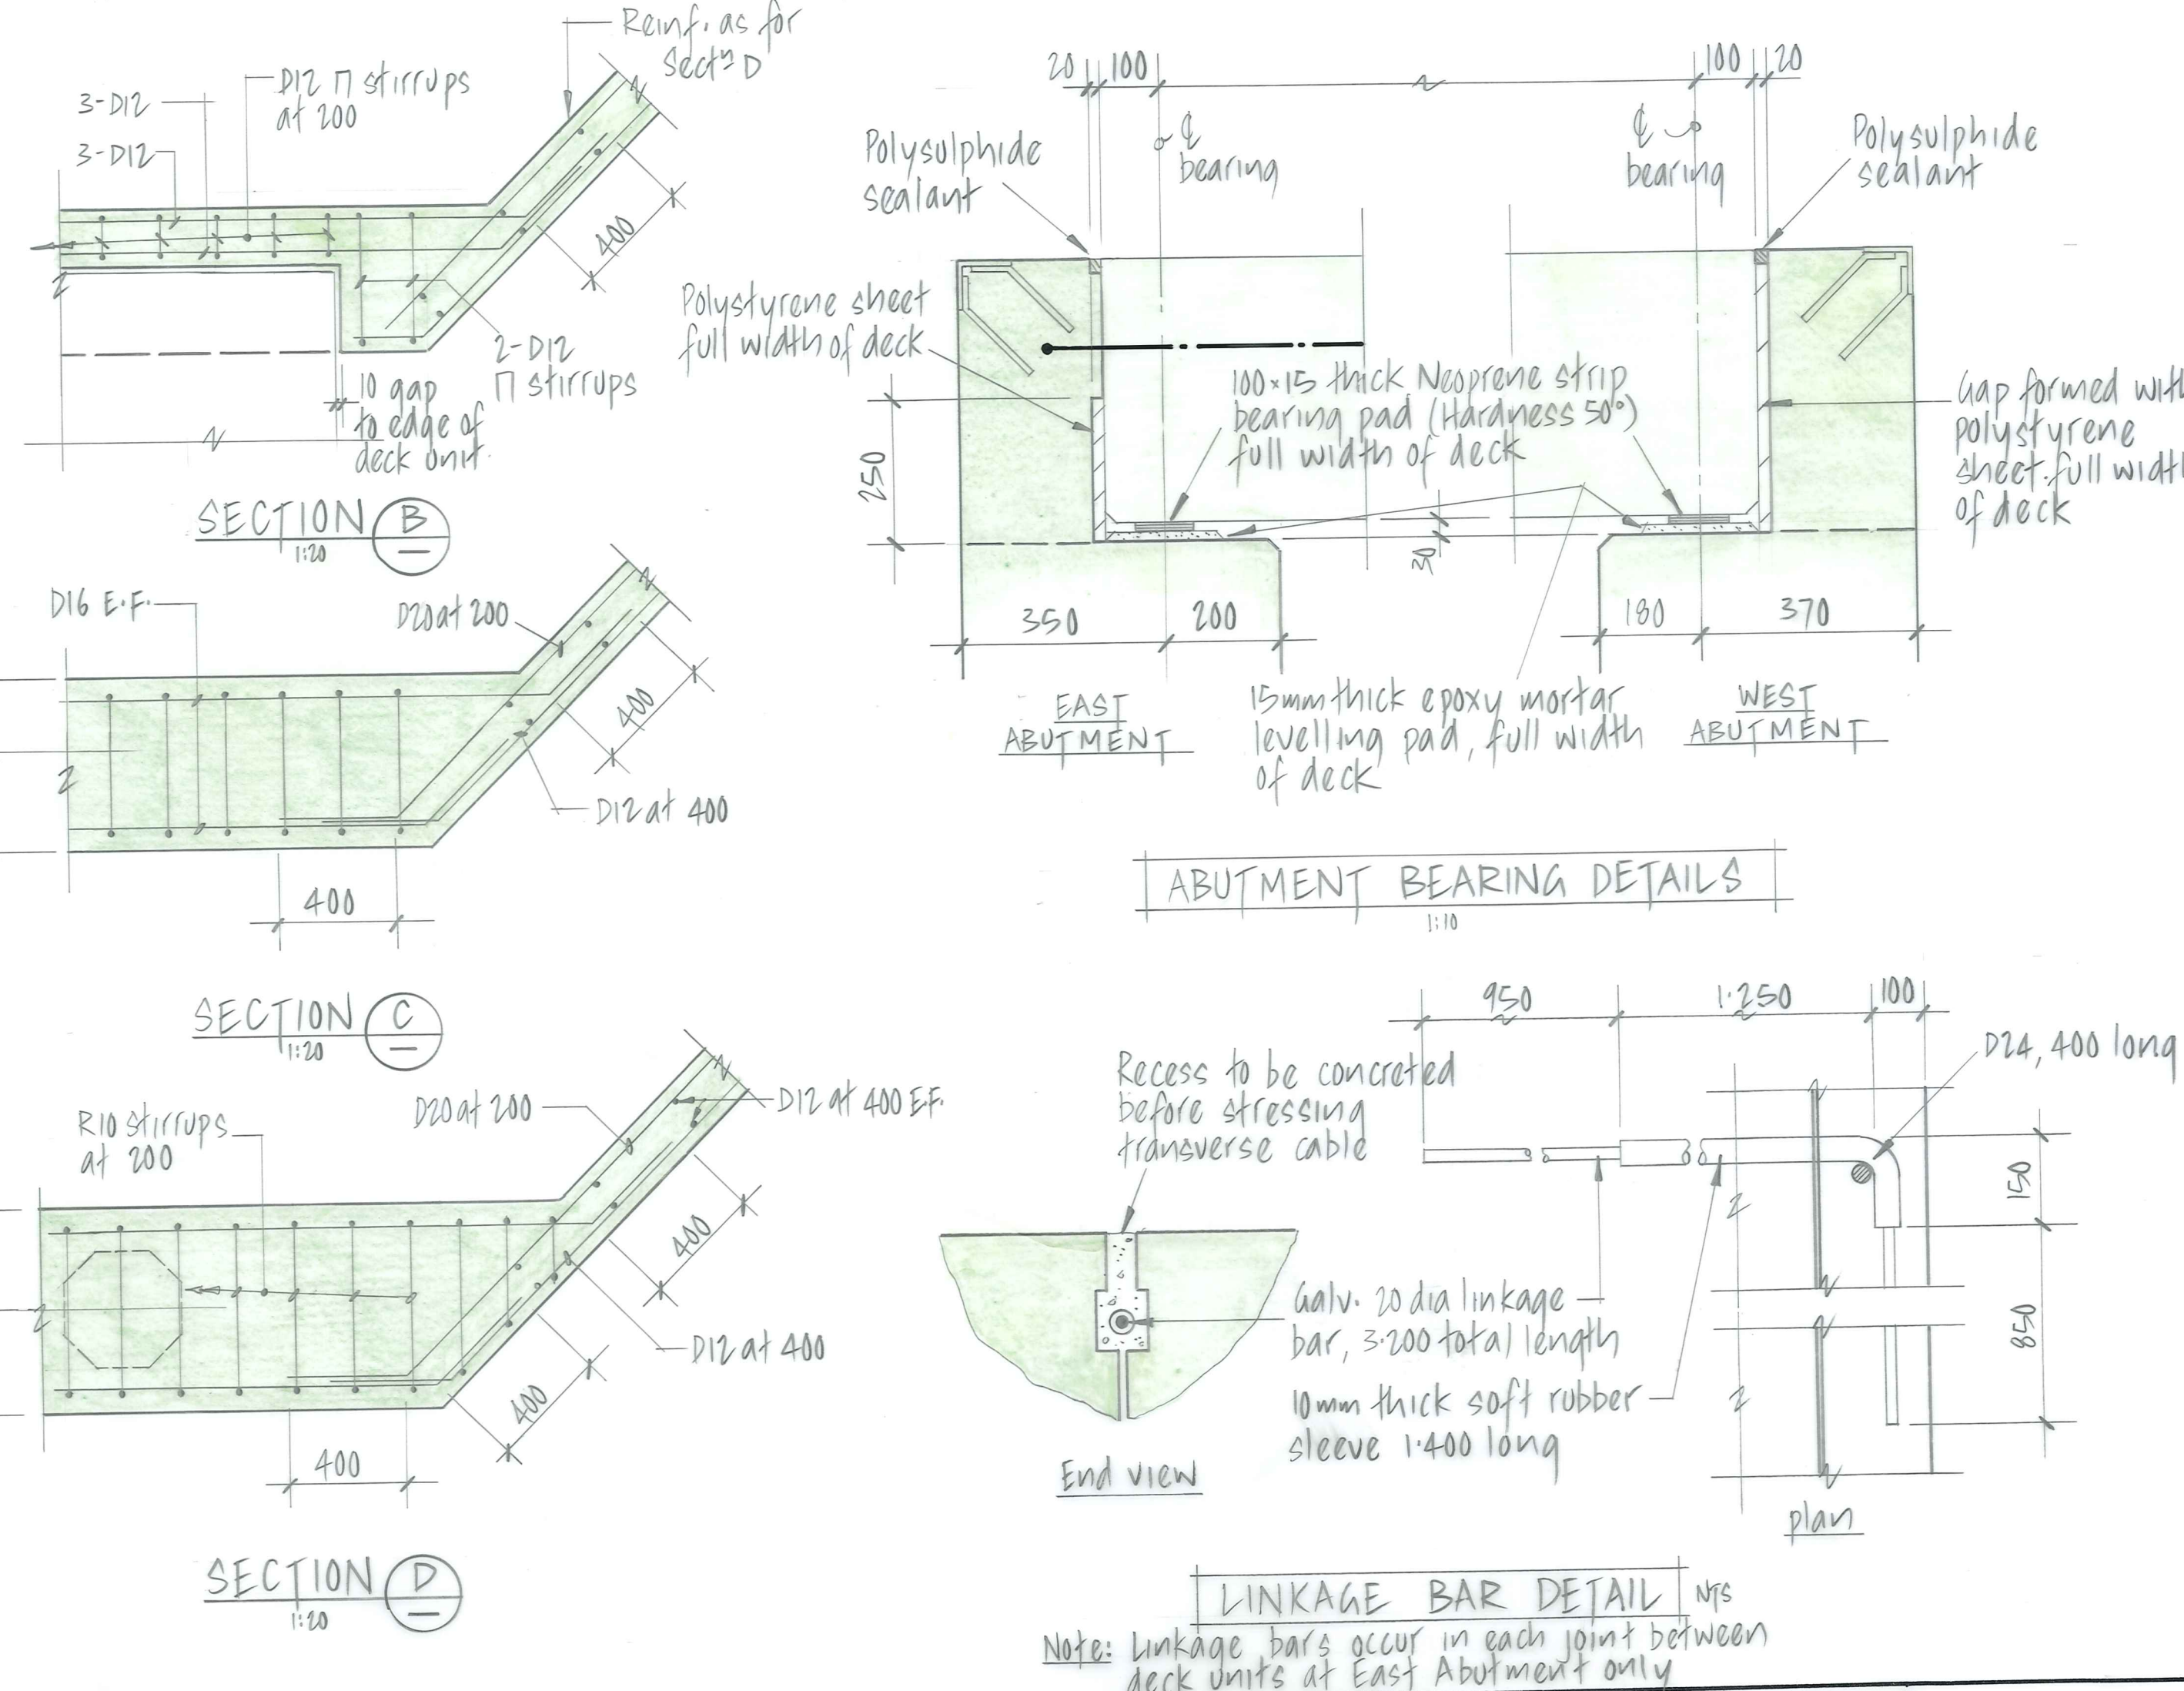 Reinf. as for
Sectⁿ D
D12 ⊓ stirrups
at 200
3-D12
3-D12
400
2-D12
⊓ stirrups
10 gap
to edge of
deck unit.
SECTION B
1:20
D16 E.F.
D20 at 200
400
D12 at 400
400
SECTION C
1:20
R10 stirrups
at 200
D20 at 200
D12 at 400 E.F.
400
D12 at 400
400
400
SECTION D
1:20
20 100
100 20
℄
bearing
℄
bearing
Polysulphide
sealant
Polysulphide
sealant
Polystyrene sheet
full width of deck
100×15 thick Neoprene strip
bearing pad (Hardness 50°)
full width of deck
Gap formed with
polystyrene
sheet. full width
of deck
250
30
350 200
180 370
EAST
ABUTMENT
15mm thick epoxy mortar
levelling pad, full width
of deck
WEST
ABUTMENT
ABUTMENT BEARING DETAILS
1:10
950 1·250 100
D24, 400 long
Recess to be concreted
before stressing
transverse cable
150
850
Galv. 20 dia linkage
bar, 3·200 total length
10mm thick soft rubber
sleeve 1·400 long
End view
plan
LINKAGE BAR DETAIL NTS
Note: Linkage bars occur in each joint between
deck units at East Abutment only